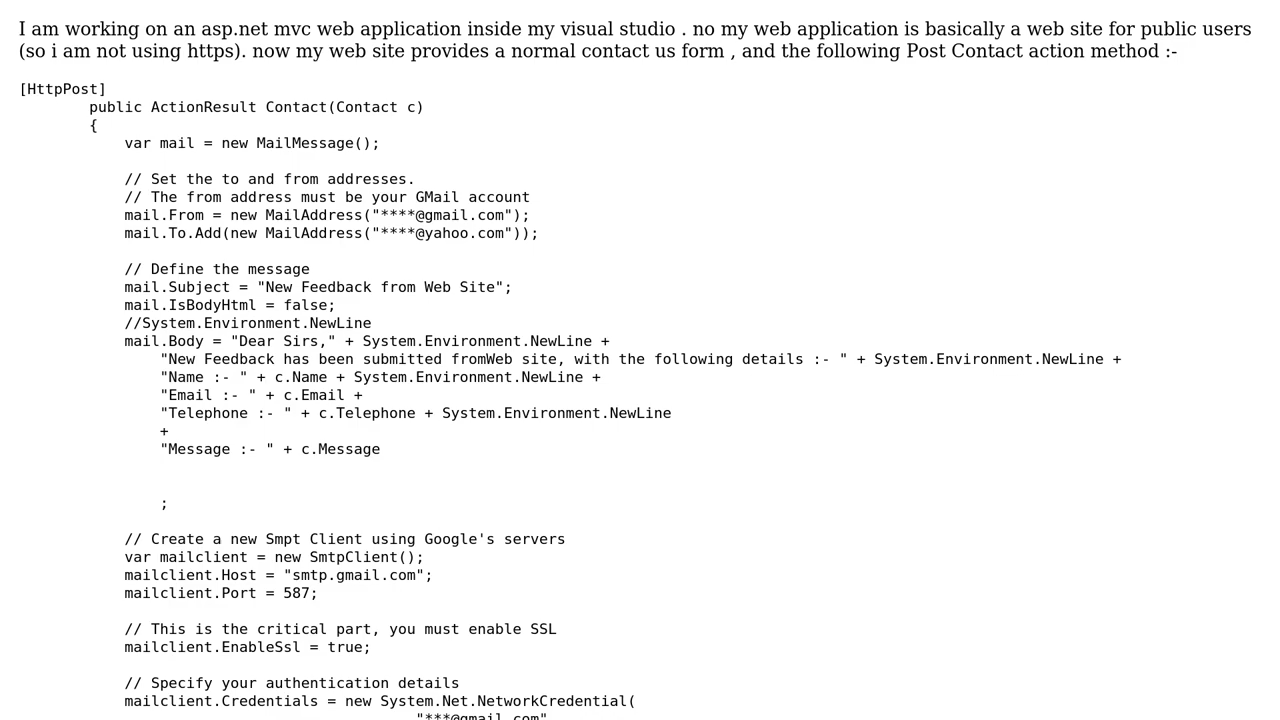 I am working on an asp.net mvc web application inside my visual studio . no my web application is basically a web site for public users
(so i am not using https). now my web site provides a normal contact us form , and the following Post Contact action method :-
[HttpPost]
        public ActionResult Contact(Contact c)
        {
            var mail = new MailMessage();
            // Set the to and from addresses.
            // The from address must be your GMail account
            mail.From = new MailAddress("****@gmail.com");
            mail.To.Add(new MailAddress("****@yahoo.com"));
            // Define the message
            mail.Subject = "New Feedback from Web Site";
            mail.IsBodyHtml = false;
            //System.Environment.NewLine
            mail.Body = "Dear Sirs," + System.Environment.NewLine +
                "New Feedback has been submitted fromWeb site, with the following details :- " + System.Environment.NewLine +
                "Name :- " + c.Name + System.Environment.NewLine +
                "Email :- " + c.Email +
                "Telephone :- " + c.Telephone + System.Environment.NewLine
                +
                "Message :- " + c.Message
                ;
            // Create a new Smpt Client using Google's servers
            var mailclient = new SmtpClient();
            mailclient.Host = "smtp.gmail.com";
            mailclient.Port = 587;
            // This is the critical part, you must enable SSL
            mailclient.EnableSsl = true;
            // Specify your authentication details
            mailclient.Credentials = new System.Net.NetworkCredential(
                                             "***@gmail.com"